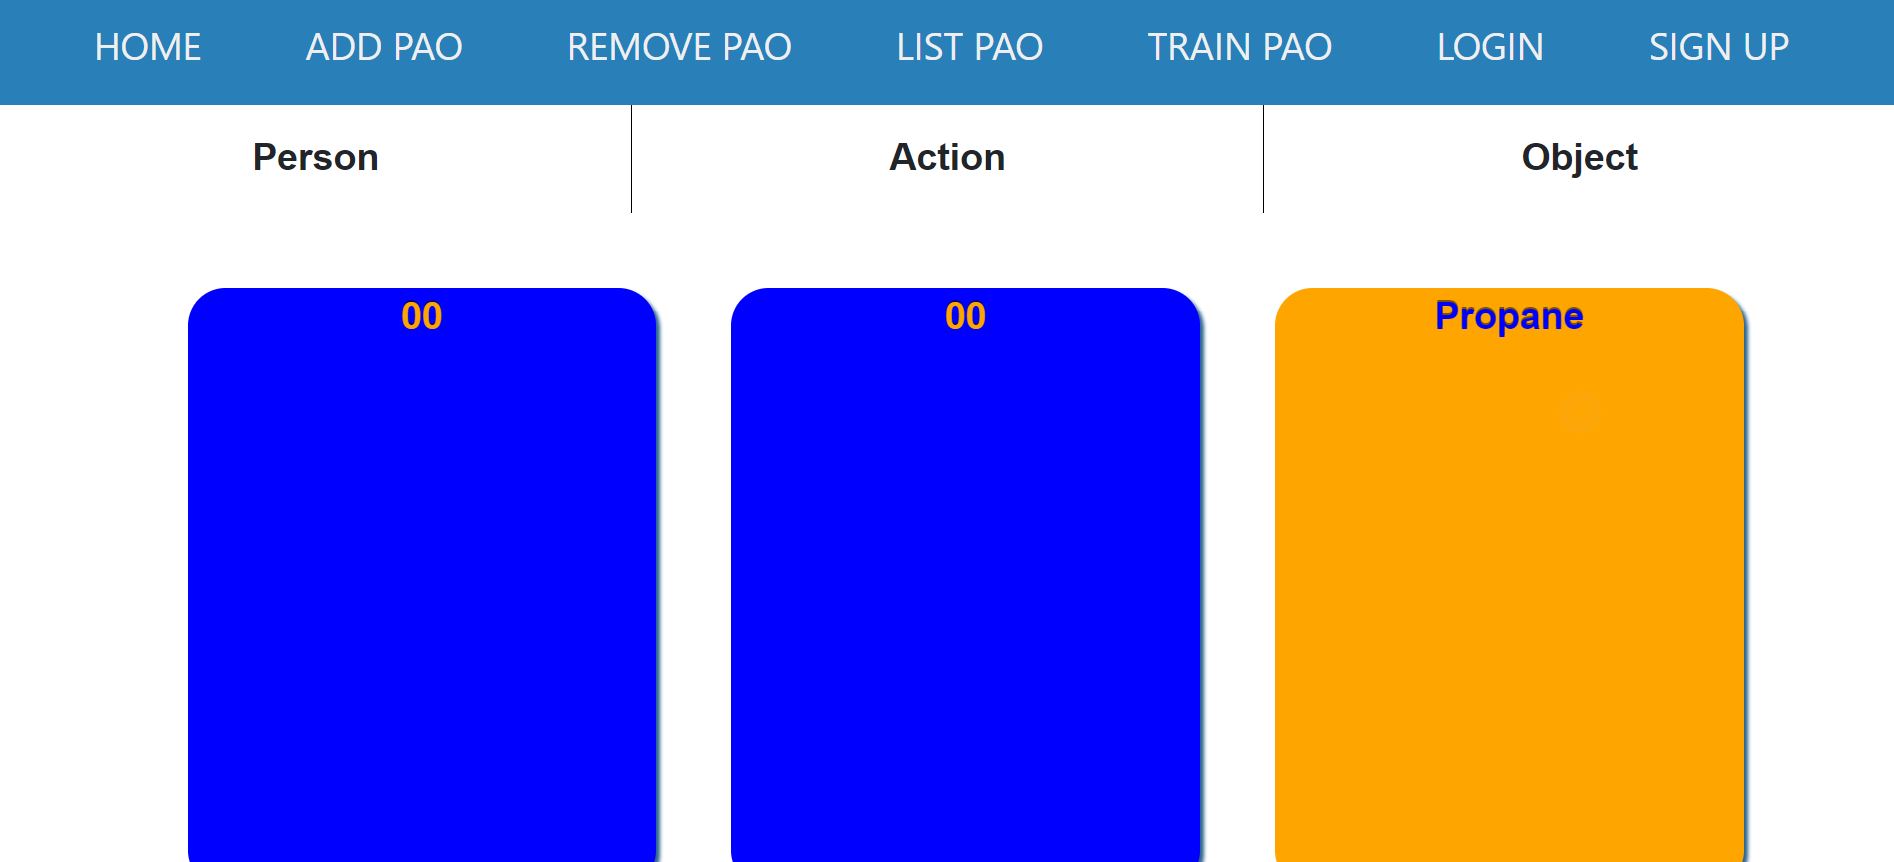 HOME ADD PAO REMOVE PAO LIST PAO TRAIN PAO LOGIN SIGN UP
Person Action Object
00 00 Propane